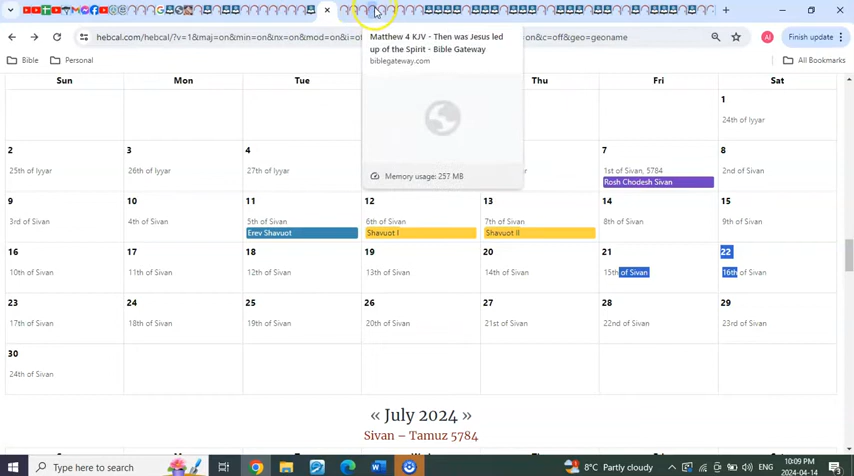 hebcal.com/hebcal/?v=1&maj=on&min=on&nx=on&mod=on&i=of
n&c=off&geo=geoname
AI
Finish update
Bible
Personal
All Bookmarks
Matthew 4 KJV - Then was Jesus led
up of the Spirit - Bible Gateway
biblegateway.com
Memory usage: 257 MB
Sun Mon Tue Thu Fri Sat
1
24th of Iyyar
2 3 4 7 8
25th of Iyyar 26th of Iyyar 27th of Iyyar 1st of Sivan, 5784 2nd of Sivan
Rosh Chodesh Sivan
9 10 11 12 13 14 15
3rd of Sivan 4th of Sivan 5th of Sivan 6th of Sivan 7th of Sivan 8th of Sivan 9th of Sivan
Erev Shavuot Shavuot I Shavuot II
16 17 18 19 20 21 22
10th of Sivan 11th of Sivan 12th of Sivan 13th of Sivan 14th of Sivan 15th of Sivan 16th of Sivan
23 24 25 26 27 28 29
17th of Sivan 18th of Sivan 19th of Sivan 20th of Sivan 21st of Sivan 22nd of Sivan 23rd of Sivan
30
24th of Sivan
« July 2024 »
Sivan – Tamuz 5784
Type here to search
8°C Partly cloudy
ENG
10:09 PM
2024-04-14